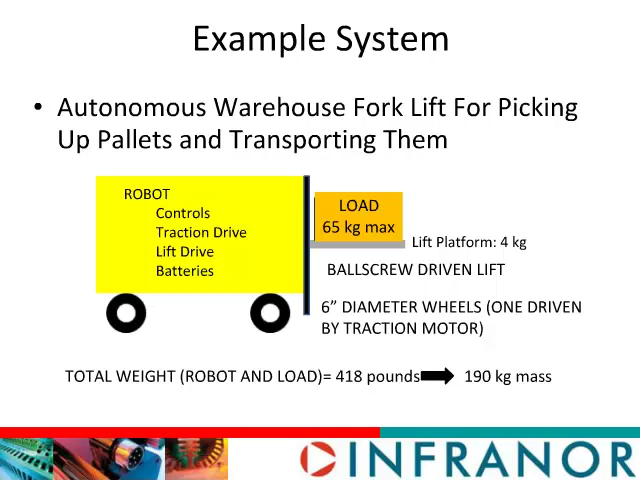 Example System
• Autonomous Warehouse Fork Lift For Picking
Up Pallets and Transporting Them
ROBOT
Controls
Traction Drive
Lift Drive
Batteries
LOAD
65 kg max
Lift Platform: 4 kg
BALLSCREW DRIVEN LIFT
6” DIAMETER WHEELS (ONE DRIVEN
BY TRACTION MOTOR)
TOTAL WEIGHT (ROBOT AND LOAD)= 418 pounds 190 kg mass
INFRANOR